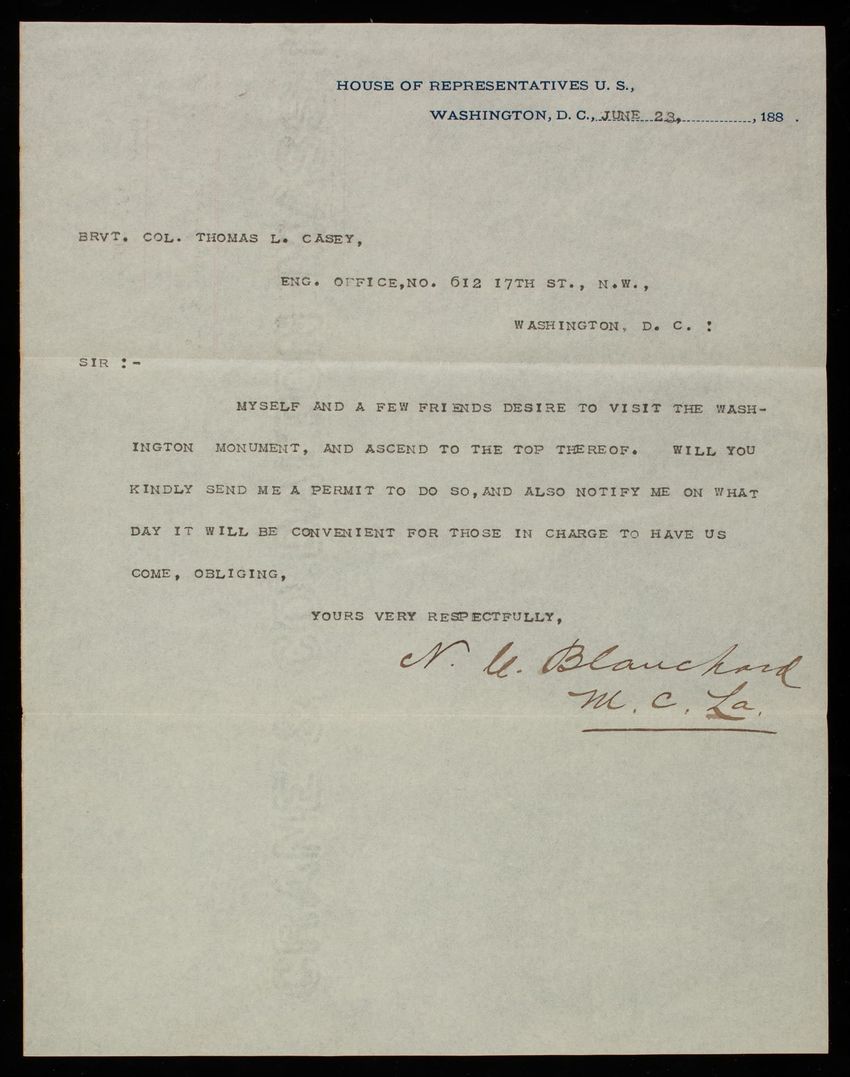 HOUSE OF REPRESENTATIVES U. S.,
WASHINGTON, D. C., JUNE 23, , 188 .
BRVT. COL. THOMAS L. CASEY,
ENG. OFFICE,NO. 612 17TH ST., N.W.,
WASHINGTON, D. C. :
SIR :-
MYSELF AND A FEW FRIENDS DESIRE TO VISIT THE WASH-
INGTON MONUMENT, AND ASCEND TO THE TOP THEREOF. WILL YOU
KINDLY SEND ME A PERMIT TO DO SO,AND ALSO NOTIFY ME ON WHAT
DAY IT WILL BE CONVENIENT FOR THOSE IN CHARGE TO HAVE US
COME, OBLIGING,
YOURS VERY RESPECTFULLY,
N. C. Blanchard
M. C. La.